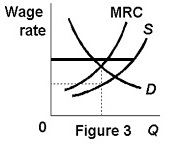 Wage MRC
rate S
D
0 Figure 3 Q